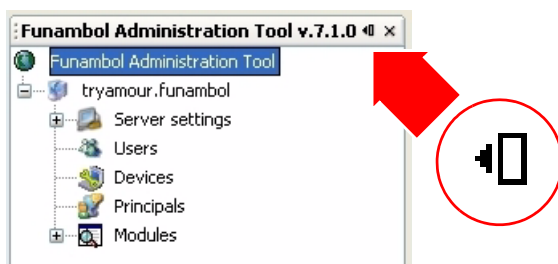 Funambol Administration Tool v.7.1.0
Funambol Administration Tool
tryamour.funambol
Server settings
Users
Devices
Principals
Modules